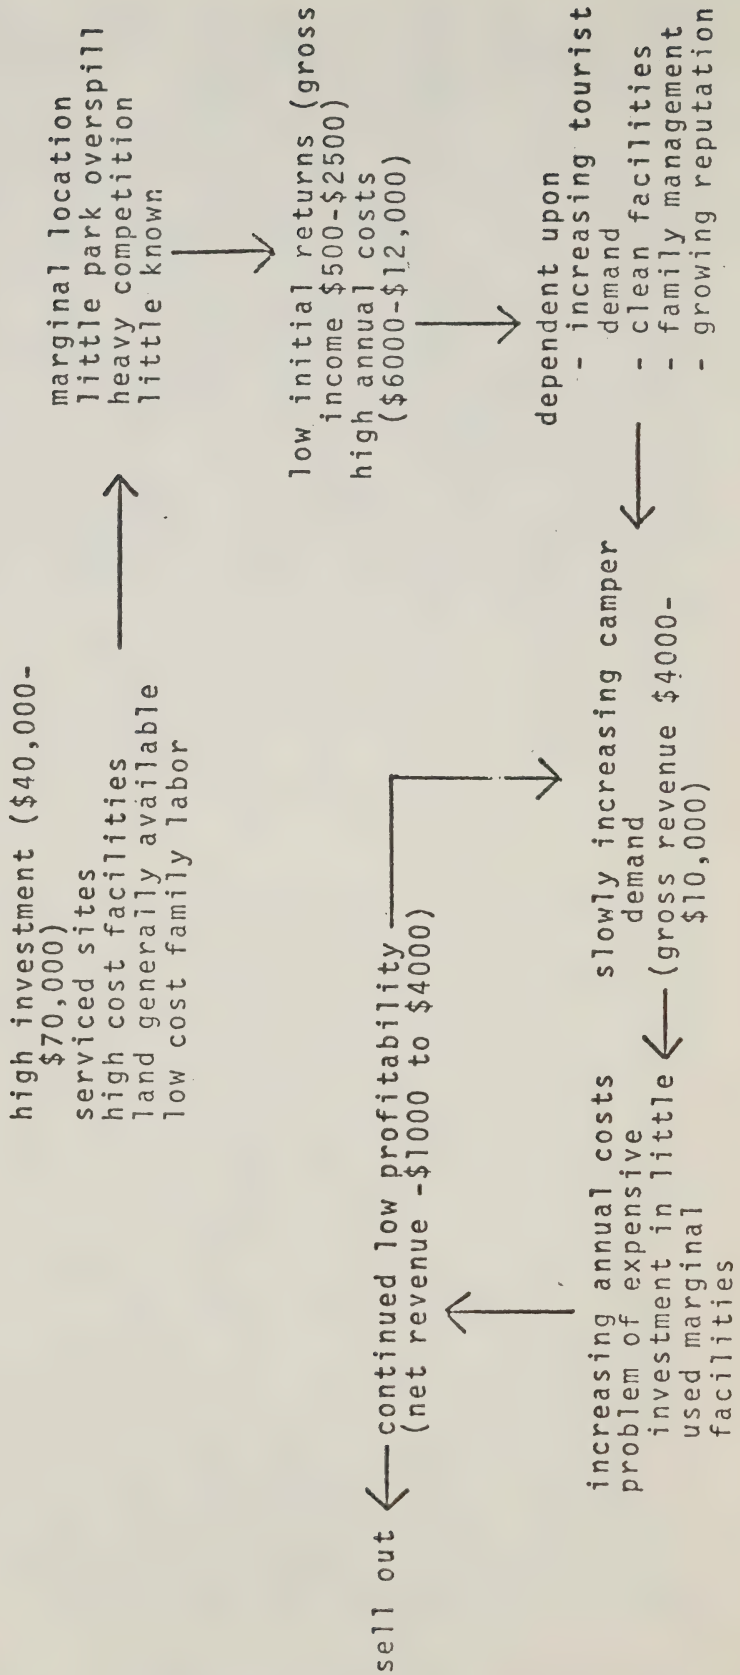 high investment ($40,000-
$70,000)
serviced sites
high cost facilities
land generally available
low cost family labor
marginal location
little park overspill
heavy competition
little known
low initial returns (gross
income $500-$2500)
high annual costs
($6000-$12,000)
dependent upon
- increasing tourist
demand
- clean facilities
- family management
- growing reputation
slowly increasing camper
demand
(gross revenue $4000-
$10,000)
increasing annual costs
problem of expensive
investment in little
used marginal
facilities
continued low profitability
(net revenue -$1000 to $4000)
sell out